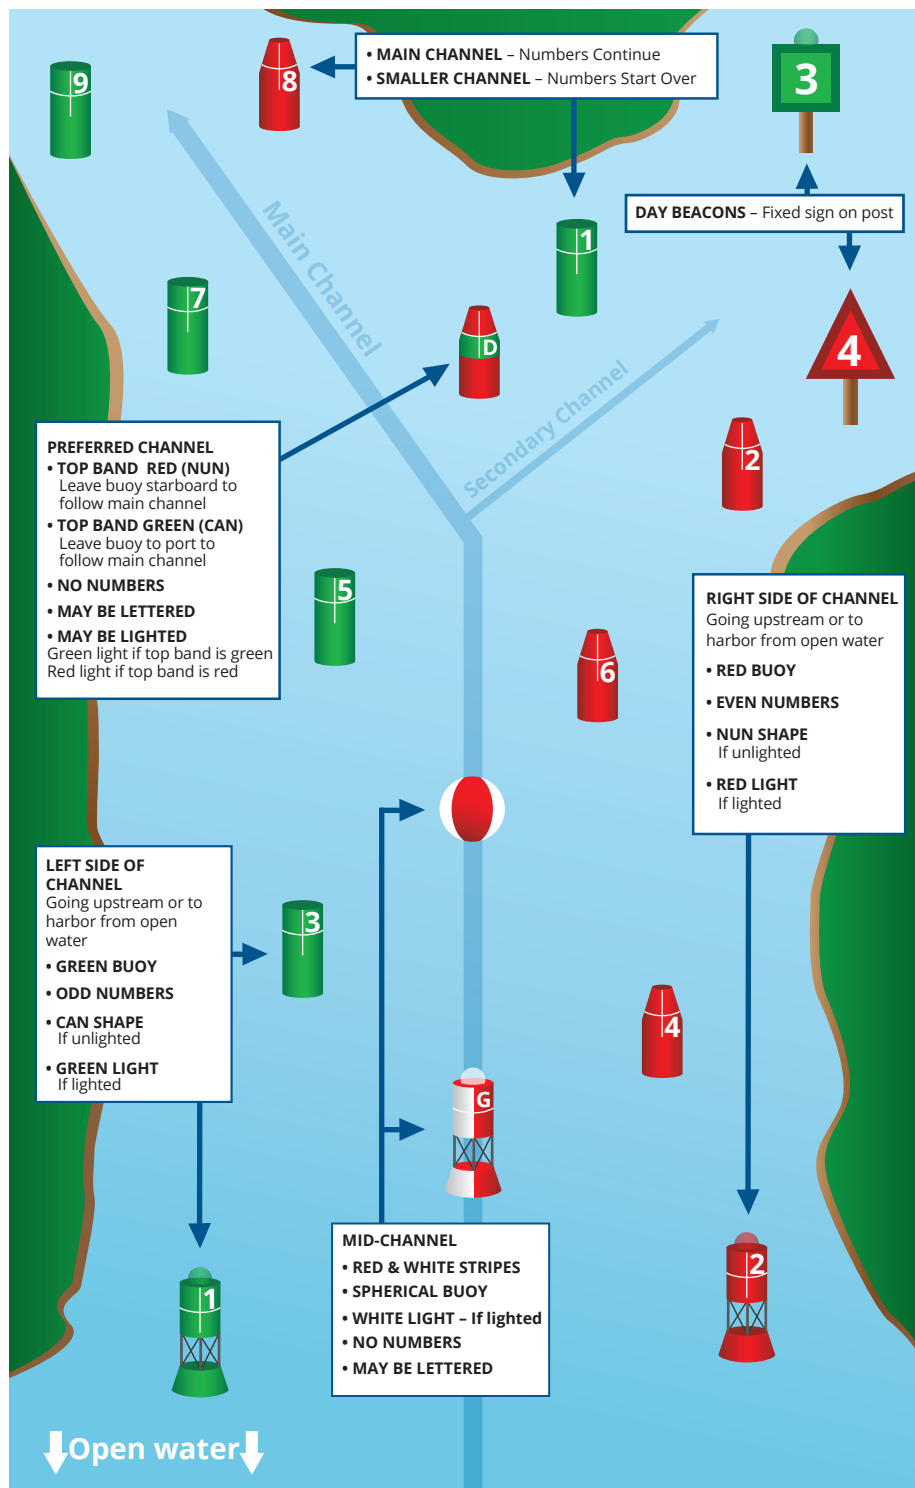 9
8
• MAIN CHANNEL – Numbers Continue
• SMALLER CHANNEL – Numbers Start Over
3
DAY BEACONS – Fixed sign on post
1
Main Channel
7
D
4
Secondary Channel
2
PREFERRED CHANNEL
• TOP BAND RED (NUN)
Leave buoy starboard to
follow main channel
• TOP BAND GREEN (CAN)
Leave buoy to port to
follow main channel
• NO NUMBERS
• MAY BE LETTERED
• MAY BE LIGHTED
Green light if top band is green
Red light if top band is red
5
6
RIGHT SIDE OF CHANNEL
Going upstream or to
harbor from open water
• RED BUOY
• EVEN NUMBERS
• NUN SHAPE
If unlighted
• RED LIGHT
If lighted
LEFT SIDE OF
CHANNEL
Going upstream or to
harbor from open
water
• GREEN BUOY
• ODD NUMBERS
• CAN SHAPE
If unlighted
• GREEN LIGHT
If lighted
3
4
G
MID-CHANNEL
• RED & WHITE STRIPES
• SPHERICAL BUOY
• WHITE LIGHT – If lighted
• NO NUMBERS
• MAY BE LETTERED
1
2
Open water